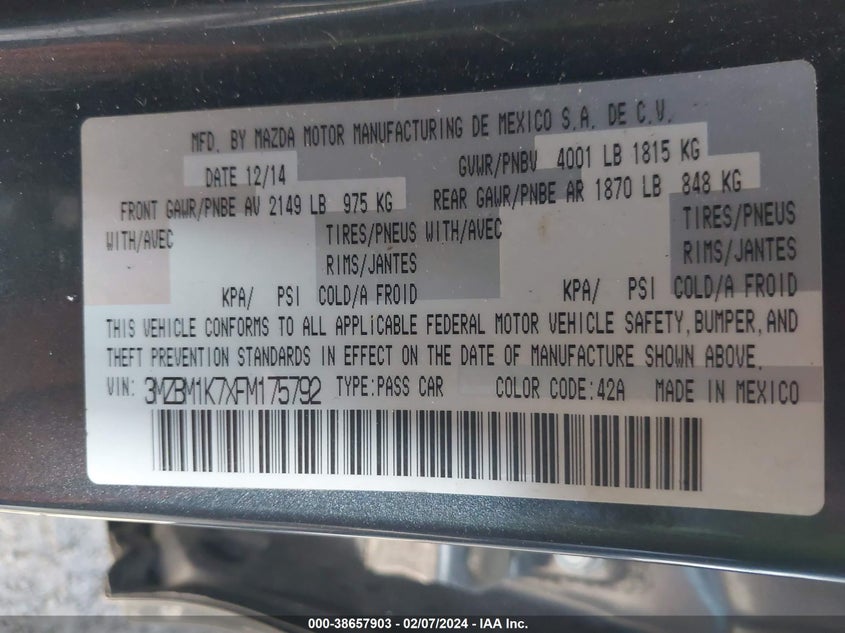 MFD. BY MAZDA MOTOR MANUFACTURING DE MEXICO S.A. DE C.V.
DATE 12/14 GVWR/PNBV 4001 LB 1815 KG
FRONT GAWR/PNBE AV 2149 LB 975 KG REAR GAWR/PNBE AR 1870 LB 848 KG
WITH/AVEC TIRES/PNEUS WITH/AVEC TIRES/PNEUS
RIMS/JANTES RIMS/JANTES
KPA/ PSI COLD/A FROID KPA/ PSI COLD/A FROID
THIS VEHICLE CONFORMS TO ALL APPLiCABLE FEDERAL MOTOR VEHICLE SAFETY, BUMPER, AND
THEFT PREVENTION STANDARDS IN EFFECT ON THE DATE OF MANUFACTURE SHOWN ABOVE.
VIN: 3MZBM1K7XFM175792 TYPE:PASS CAR COLOR CODE:42A MADE IN MEXICO
000-38657903 - 02/07/2024 - IAA Inc.